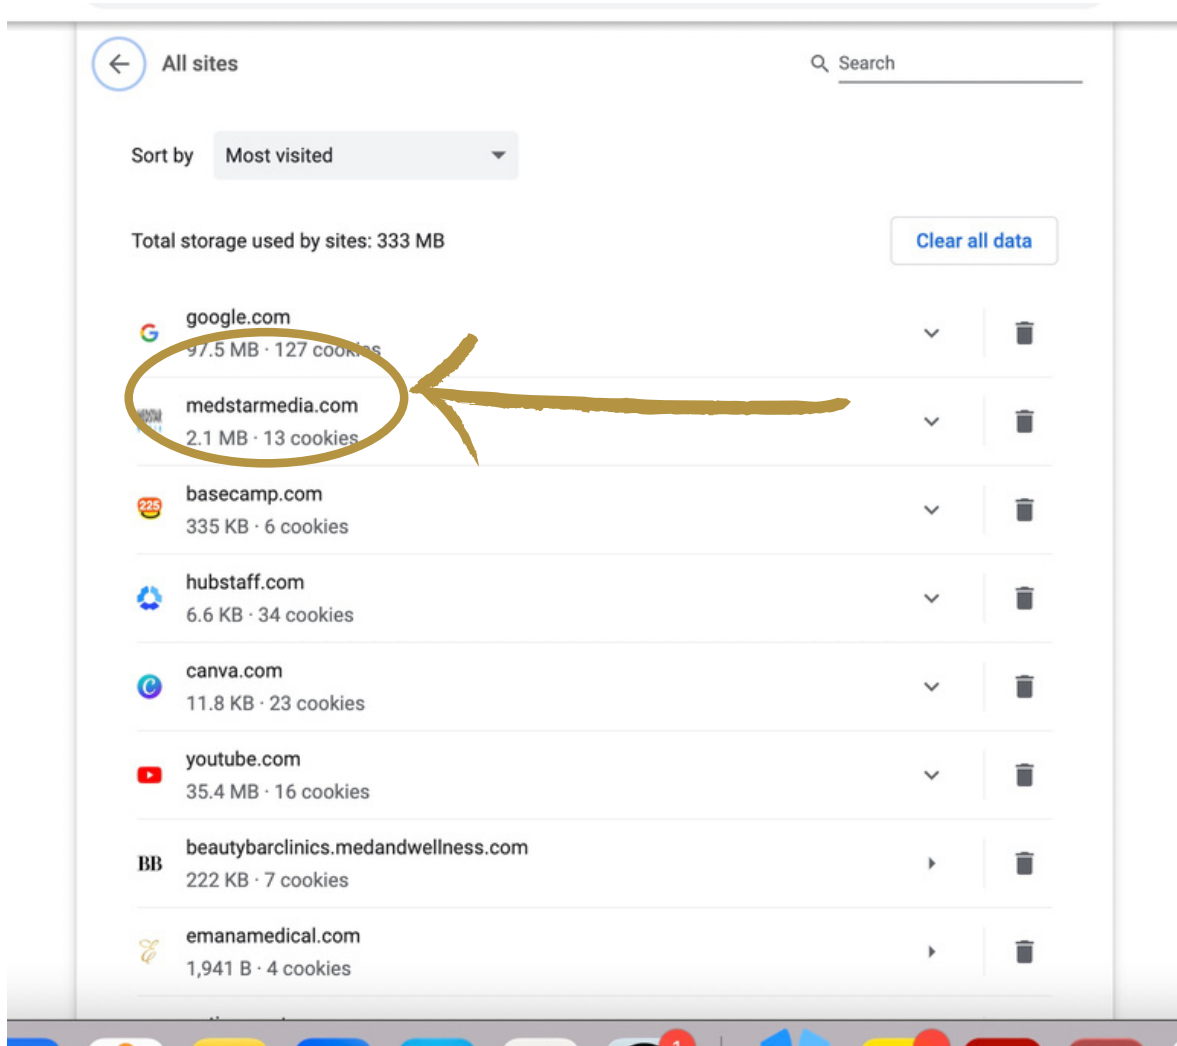 All sites
Search
Sort by Most visited
Total storage used by sites: 333 MB
Clear all data
google.com
97.5 MB · 127 cookies
medstarmedia.com
2.1 MB · 13 cookies
225
basecamp.com
335 KB · 6 cookies
hubstaff.com
6.6 KB · 34 cookies
canva.com
11.8 KB · 23 cookies
youtube.com
35.4 MB · 16 cookies
BB
beautybarclinics.medandwellness.com
222 KB · 7 cookies
emanamedical.com
1,941 B · 4 cookies
1